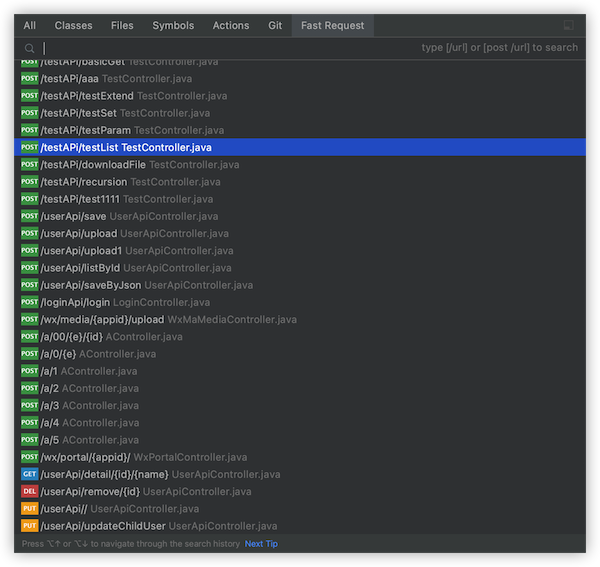 All Classes Files Symbols Actions Git Fast Request
type [/url] or [post /url] to search
POST /testAPi/basicGet TestController.java
POST /testAPi/aaa TestController.java
POST /testAPi/testExtend TestController.java
POST /testAPi/testSet TestController.java
POST /testAPi/testParam TestController.java
POST /testAPi/testList TestController.java
POST /testAPi/downloadFile TestController.java
POST /testAPi/recursion TestController.java
POST /testAPi/test1111 TestController.java
POST /userApi/save UserApiController.java
POST /userApi/upload UserApiController.java
POST /userApi/upload1 UserApiController.java
POST /userApi/listById UserApiController.java
POST /userApi/saveByJson UserApiController.java
POST /loginApi/login LoginController.java
POST /wx/media/{appid}/upload WxMaMediaController.java
POST /a/00/{e}/{id} AController.java
POST /a/0/{e} AController.java
POST /a/1 AController.java
POST /a/2 AController.java
POST /a/3 AController.java
POST /a/4 AController.java
POST /a/5 AController.java
POST /wx/portal/{appid}/ WxPortalController.java
GET /userApi/detail/{id}/{name} UserApiController.java
DEL /userApi/remove/{id} UserApiController.java
PUT /userApi// UserApiController.java
PUT /userApi/updateChildUser UserApiController.java
Press ⌥↑ or ⌥↓ to navigate through the search history Next Tip